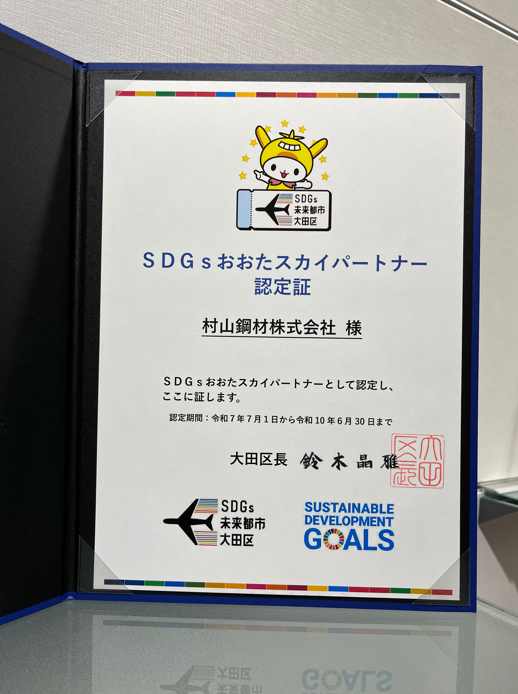 SDGs
未来都市
大田区
ＳＤＧｓおおたスカイパートナー
認定証
村山鋼材株式会社 様
ＳＤＧｓおおたスカイパートナーとして認定し、
ここに証します。
認定期間：令和７年７月１日から令和10年６月30日まで
大田区長 鈴木晶雅
SDGs
未来都市
大田区
SUSTAINABLE
DEVELOPMENT
GOALS